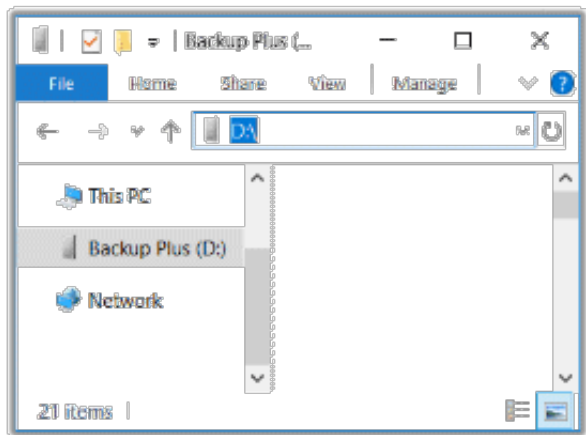 Backup Plus (...
File Home Share View Manage ?
D:\
This PC
Backup Plus (D:)
Network
21 items